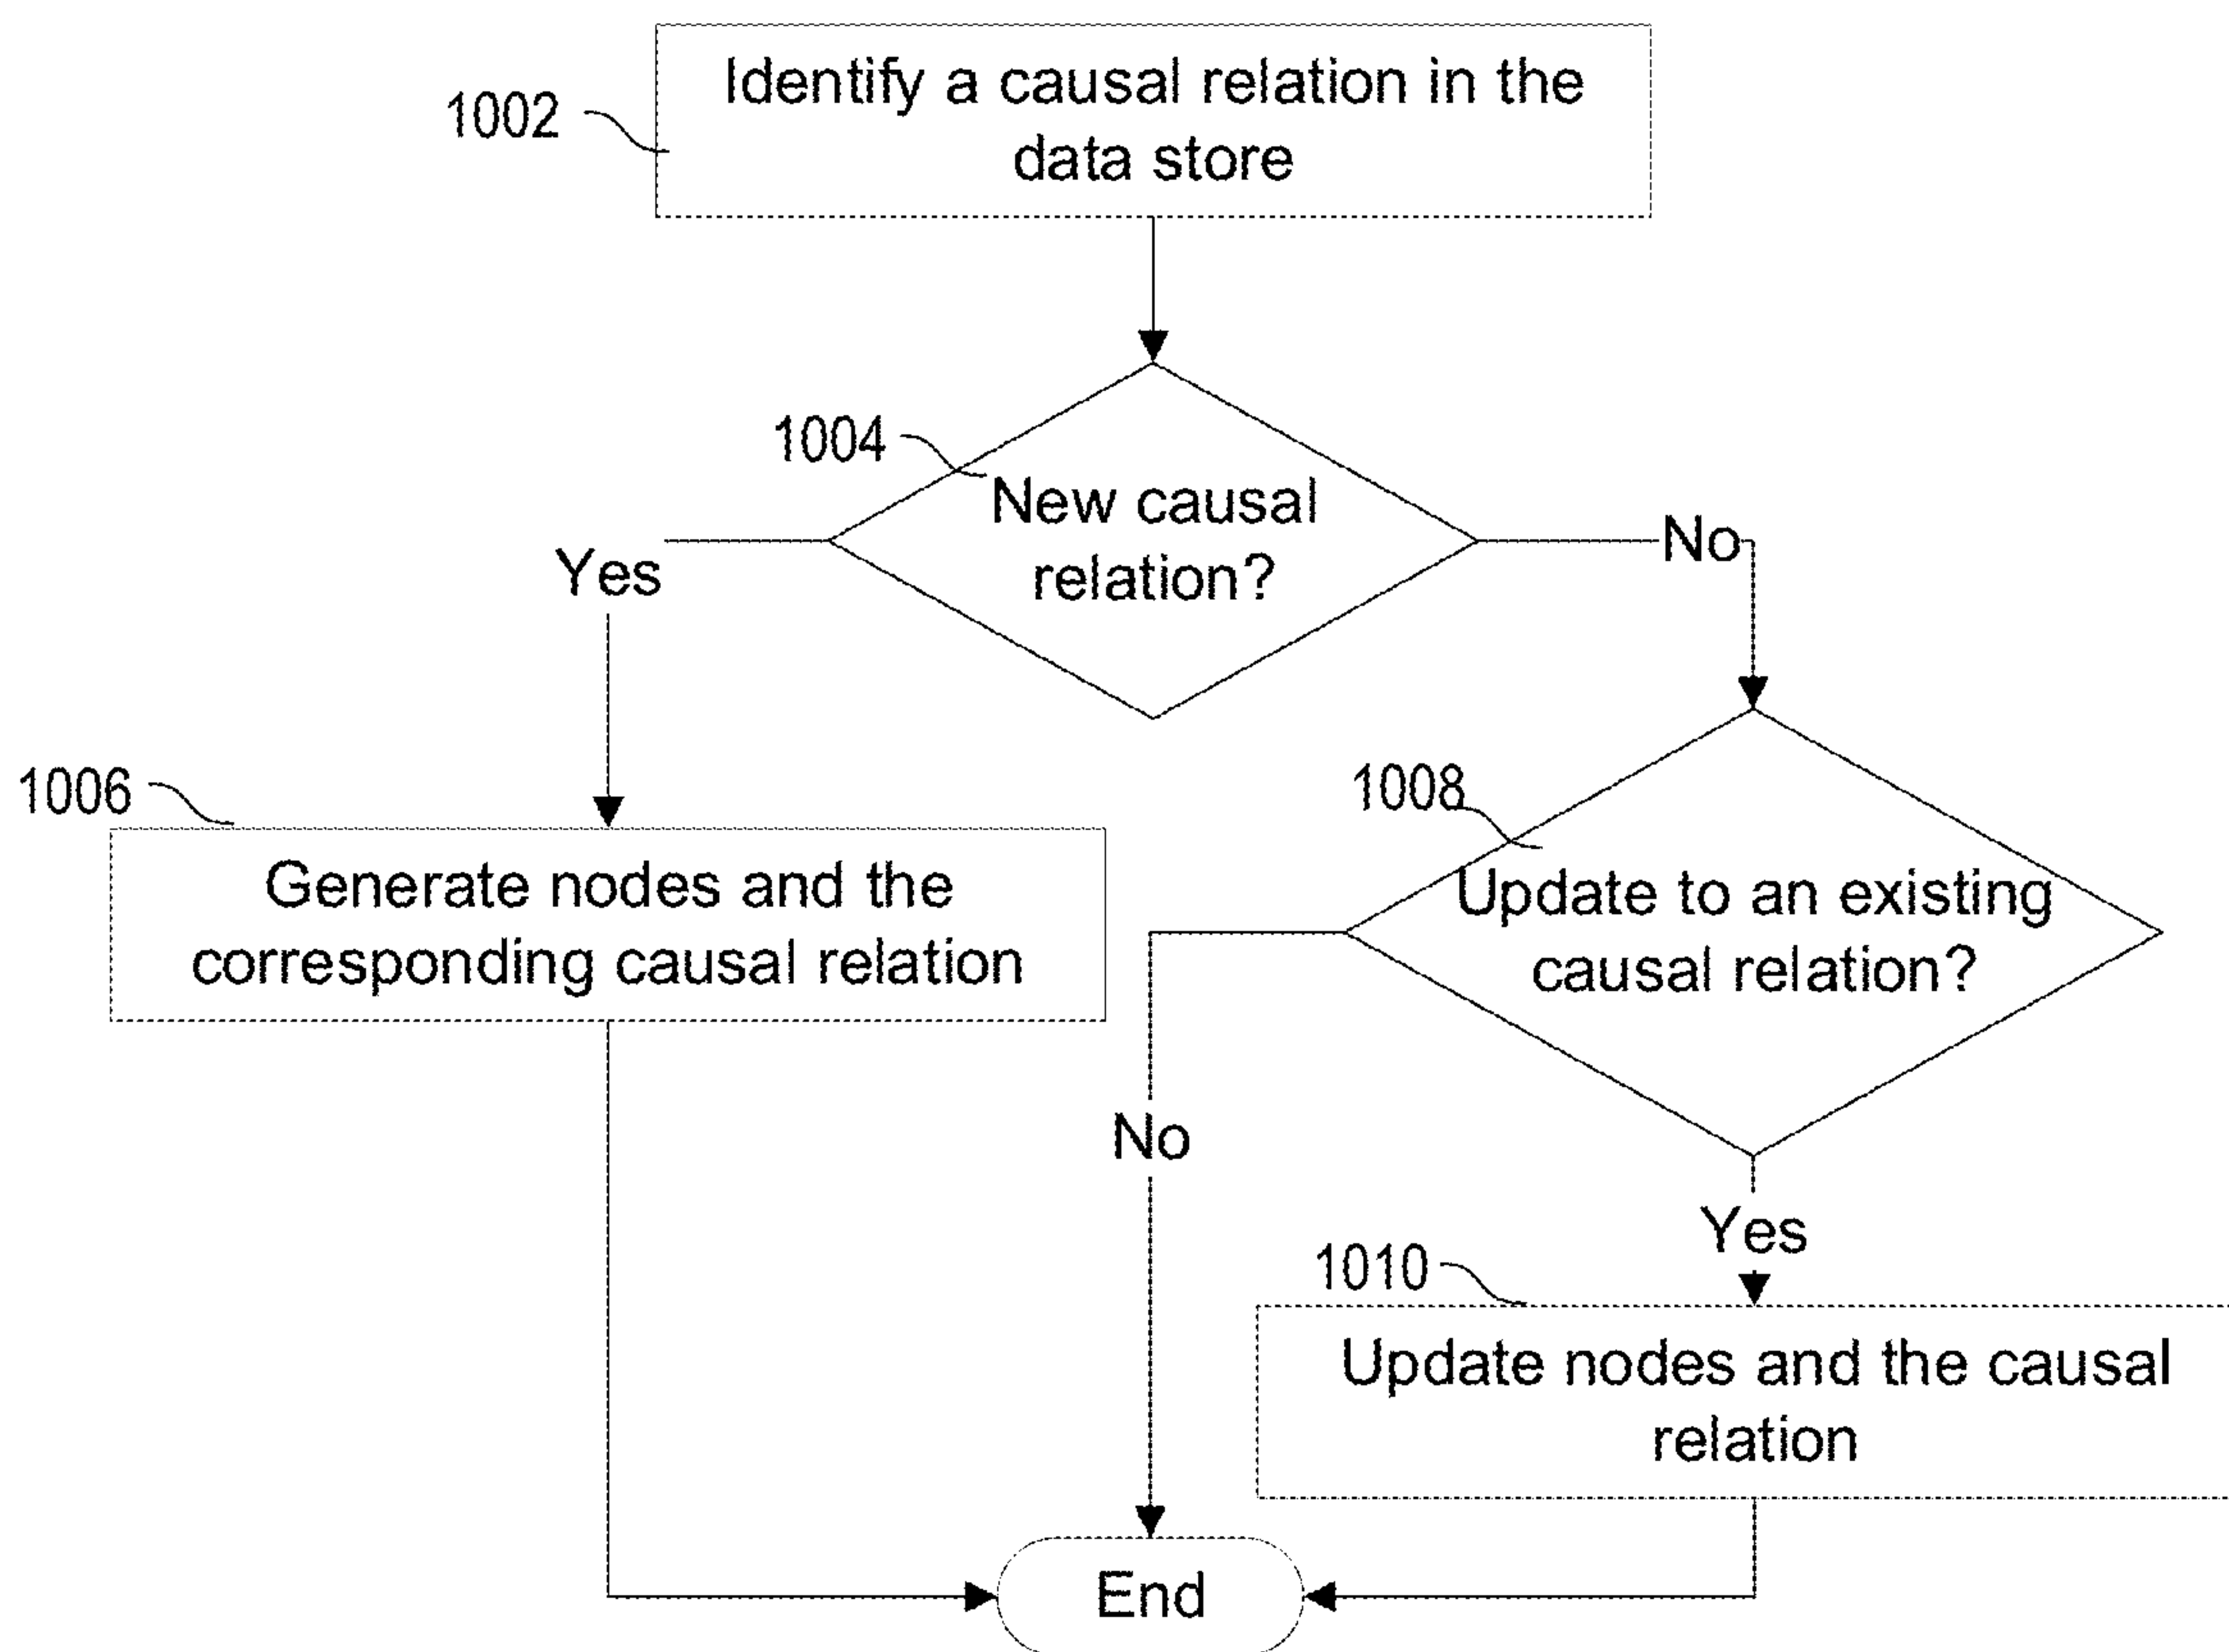 1002
Identify a causal relation in the
data store
1004
New causal
relation?
Yes
No
1006
Generate nodes and the
corresponding causal relation
1008
Update to an existing
causal relation?
No
Yes
1010
Update nodes and the causal
relation
End